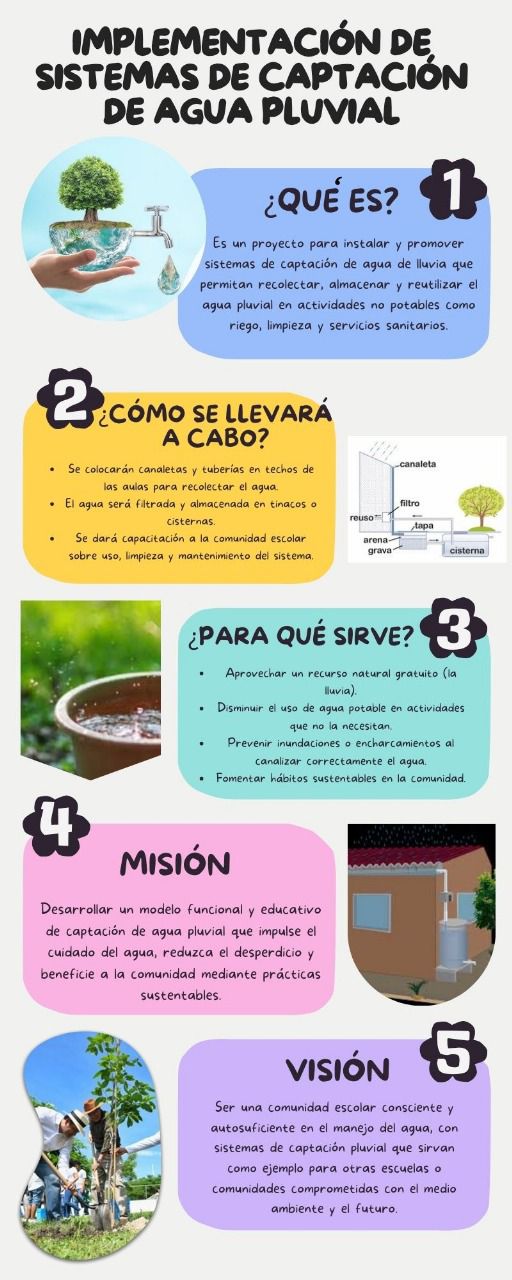 IMPLEMENTACIÓN DE
SISTEMAS DE CAPTACIÓN
DE AGUA PLUVIAL
¿QUÉ ES?
1
Es un proyecto para instalar y promover
sistemas de captación de agua de lluvia que
permitan recolectar, almacenar y reutilizar el
agua pluvial en actividades no potables como
riego, limpieza y servicios sanitarios.
2
¿CÓMO SE LLEVARÁ
A CABO?
• Se colocarán canaletas y tuberías en techos de
las aulas para recolectar el agua.
• El agua será filtrada y almacenada en tinacos o
cisternas.
• Se dará capacitación a la comunidad escolar
sobre uso, limpieza y mantenimiento del sistema.
canaleta
filtro
reuso
tapa
arena
grava
cisterna
¿PARA QUÉ SIRVE?
3
• Aprovechar un recurso natural gratuito (la
lluvia).
• Disminuir el uso de agua potable en actividades
que no la necesitan.
• Prevenir inundaciones o encharcamientos al
canalizar correctamente el agua.
• Fomentar hábitos sustentables en la comunidad.
4
MISIÓN
Desarrollar un modelo funcional y educativo
de captación de agua pluvial que impulse el
cuidado del agua, reduzca el desperdicio y
beneficie a la comunidad mediante prácticas
sustentables.
VISIÓN
5
Ser una comunidad escolar consciente y
autosuficiente en el manejo del agua, con
sistemas de captación pluvial que sirvan
como ejemplo para otras escuelas o
comunidades comprometidas con el medio
ambiente y el futuro.